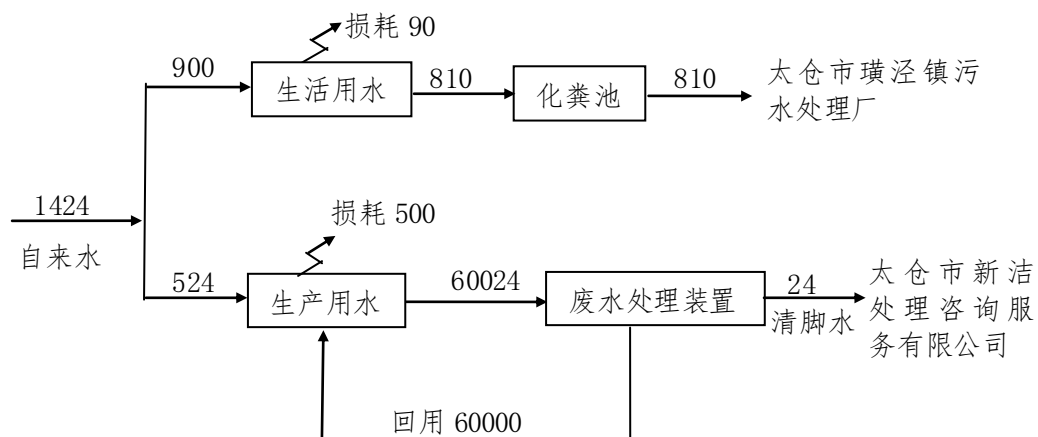 损耗 90
900
生活用水
810
化粪池
810
太仓市璜泾镇污
水处理厂
1424
自来水
损耗 500
524
生产用水
60024
废水处理装置
24
清脚水
太仓市新洁
处理咨询服
务有限公司
回用 60000